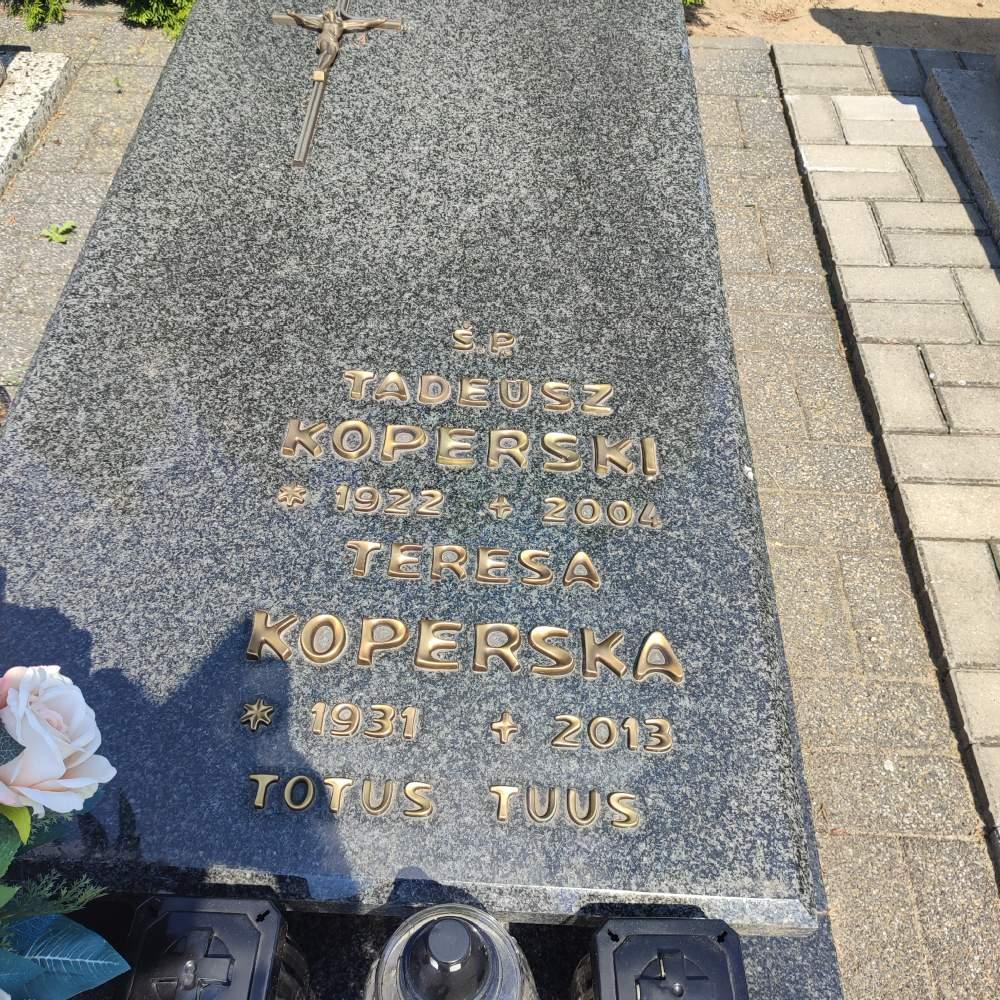 Ś.P.
TADEUSZ
KOPERSKI
* 1922 + 2004
TERESA
KOPERSKA
* 1931 + 2013
TOTUS TUUS